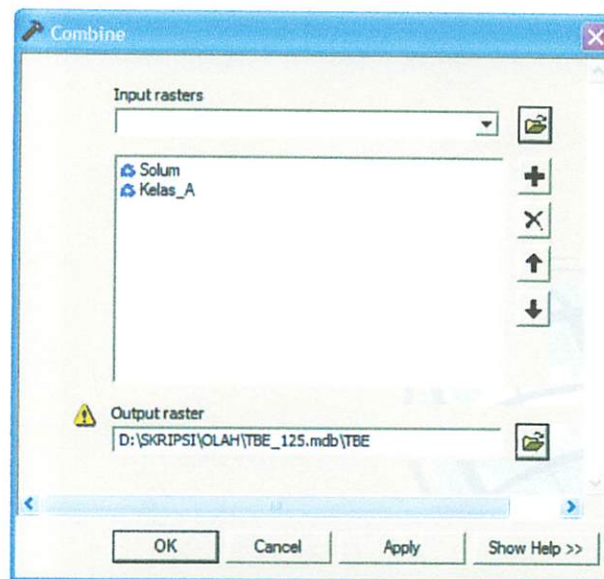 Combine
Input rasters
Solum
Kelas_A
Output raster
D:\SKRIPSI\OLAH\TBE_125.mdb\TBE
OK
Cancel
Apply
Show Help >>